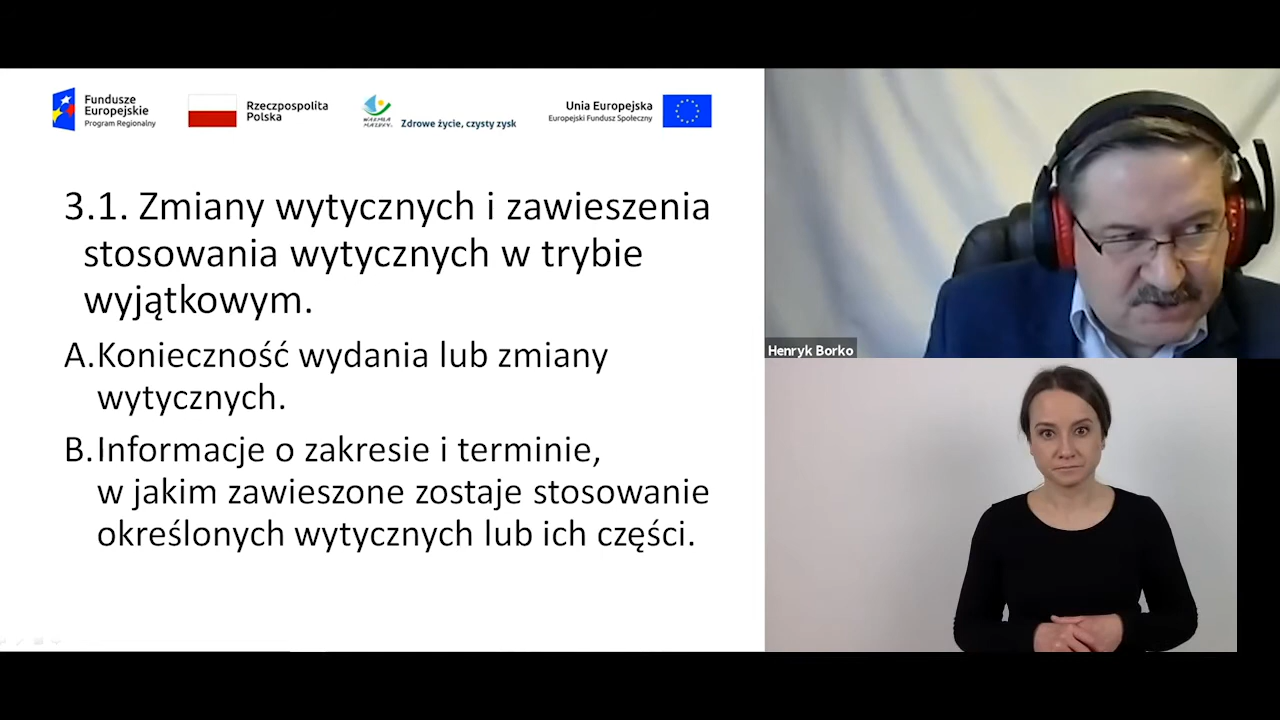 Fundusze
Europejskie
Program Regionalny
Rzeczpospolita
Polska
Zdrowe życie, czysty zysk
Unia Europejska
Europejski Fundusz Społeczny
3.1. Zmiany wytycznych i zawieszenia
stosowania wytycznych w trybie
wyjątkowym.
A. Konieczność wydania lub zmiany
wytycznych.
B. Informacje o zakresie i terminie,
w jakim zawieszone zostaje stosowanie
określonych wytycznych lub ich części.
Henryk Borko